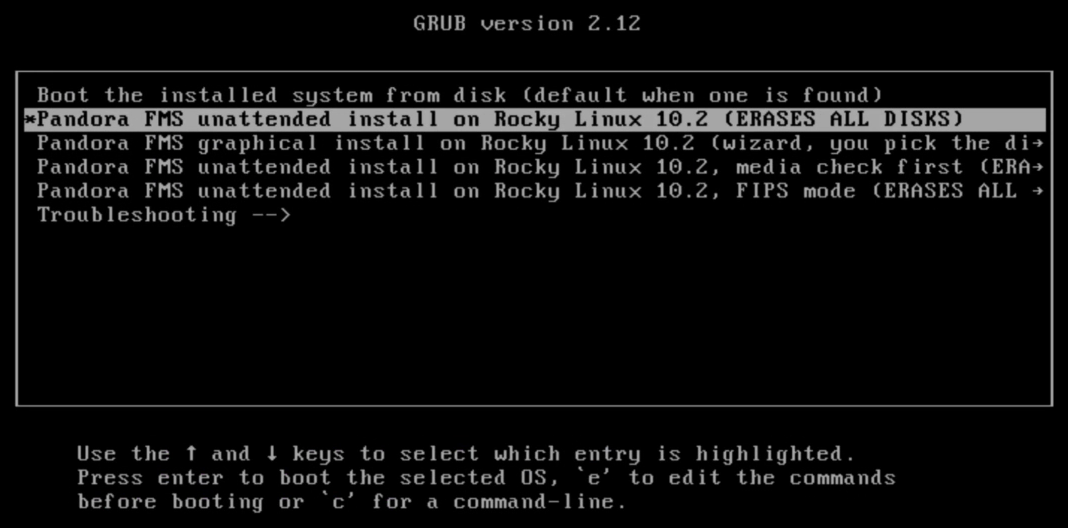 GRUB version 2.12
Boot the installed system from disk (default when one is found)
*Pandora FMS unattended install on Rocky Linux 10.2 (ERASES ALL DISKS)
Pandora FMS graphical install on Rocky Linux 10.2 (wizard, you pick the di→
Pandora FMS unattended install on Rocky Linux 10.2, media check first (ERA→
Pandora FMS unattended install on Rocky Linux 10.2, FIPS mode (ERASES ALL →
Troubleshooting -->
Use the ↑ and ↓ keys to select which entry is highlighted.
Press enter to boot the selected OS, `e' to edit the commands
before booting or `c' for a command-line.